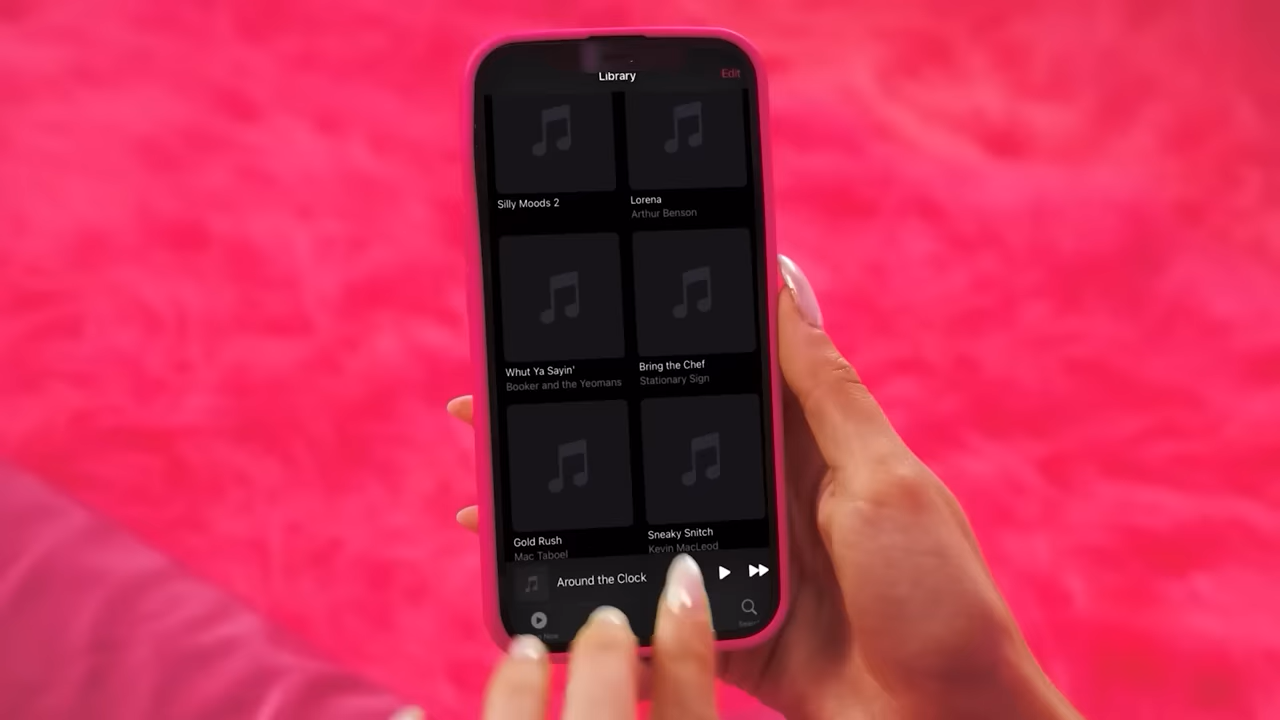 Library
Edit
Silly Moods 2
Lorena
Arthur Benson
Whut Ya Sayin'
Booker and the Yeomans
Bring the Chef
Stationary Sign
Gold Rush
Mac Taboel
Sneaky Snitch
Kevin MacLeod
Around the Clock
Now